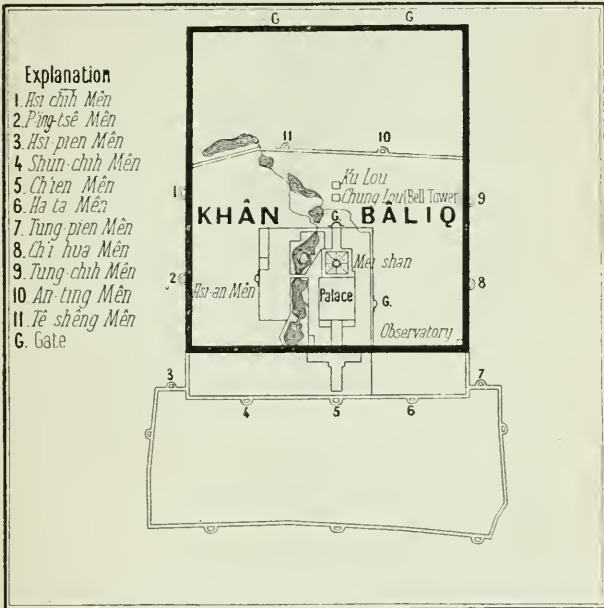 G G
Explanation
1. Hsi chih Mên
2. P'ing-tsê Mên
3. Hsi-pien Mên
4. Shun-chih Mên
5. Ch'ien Mên
6. Ha ta Mên
7. Tung-pien Mên
8. Ch'i hua Mên
9. Tung-chih Mên
10 An-ting Mên
11. Tê shêng Mên
G. Gate
11 10
Ku Lou
Chung Lou (Bell Tower
1 9
KHÂN BÂLIQ
G.
Mei shan
2 Hsi-an Mên Palace 8
G.
Observatory
3 7
4 5 6